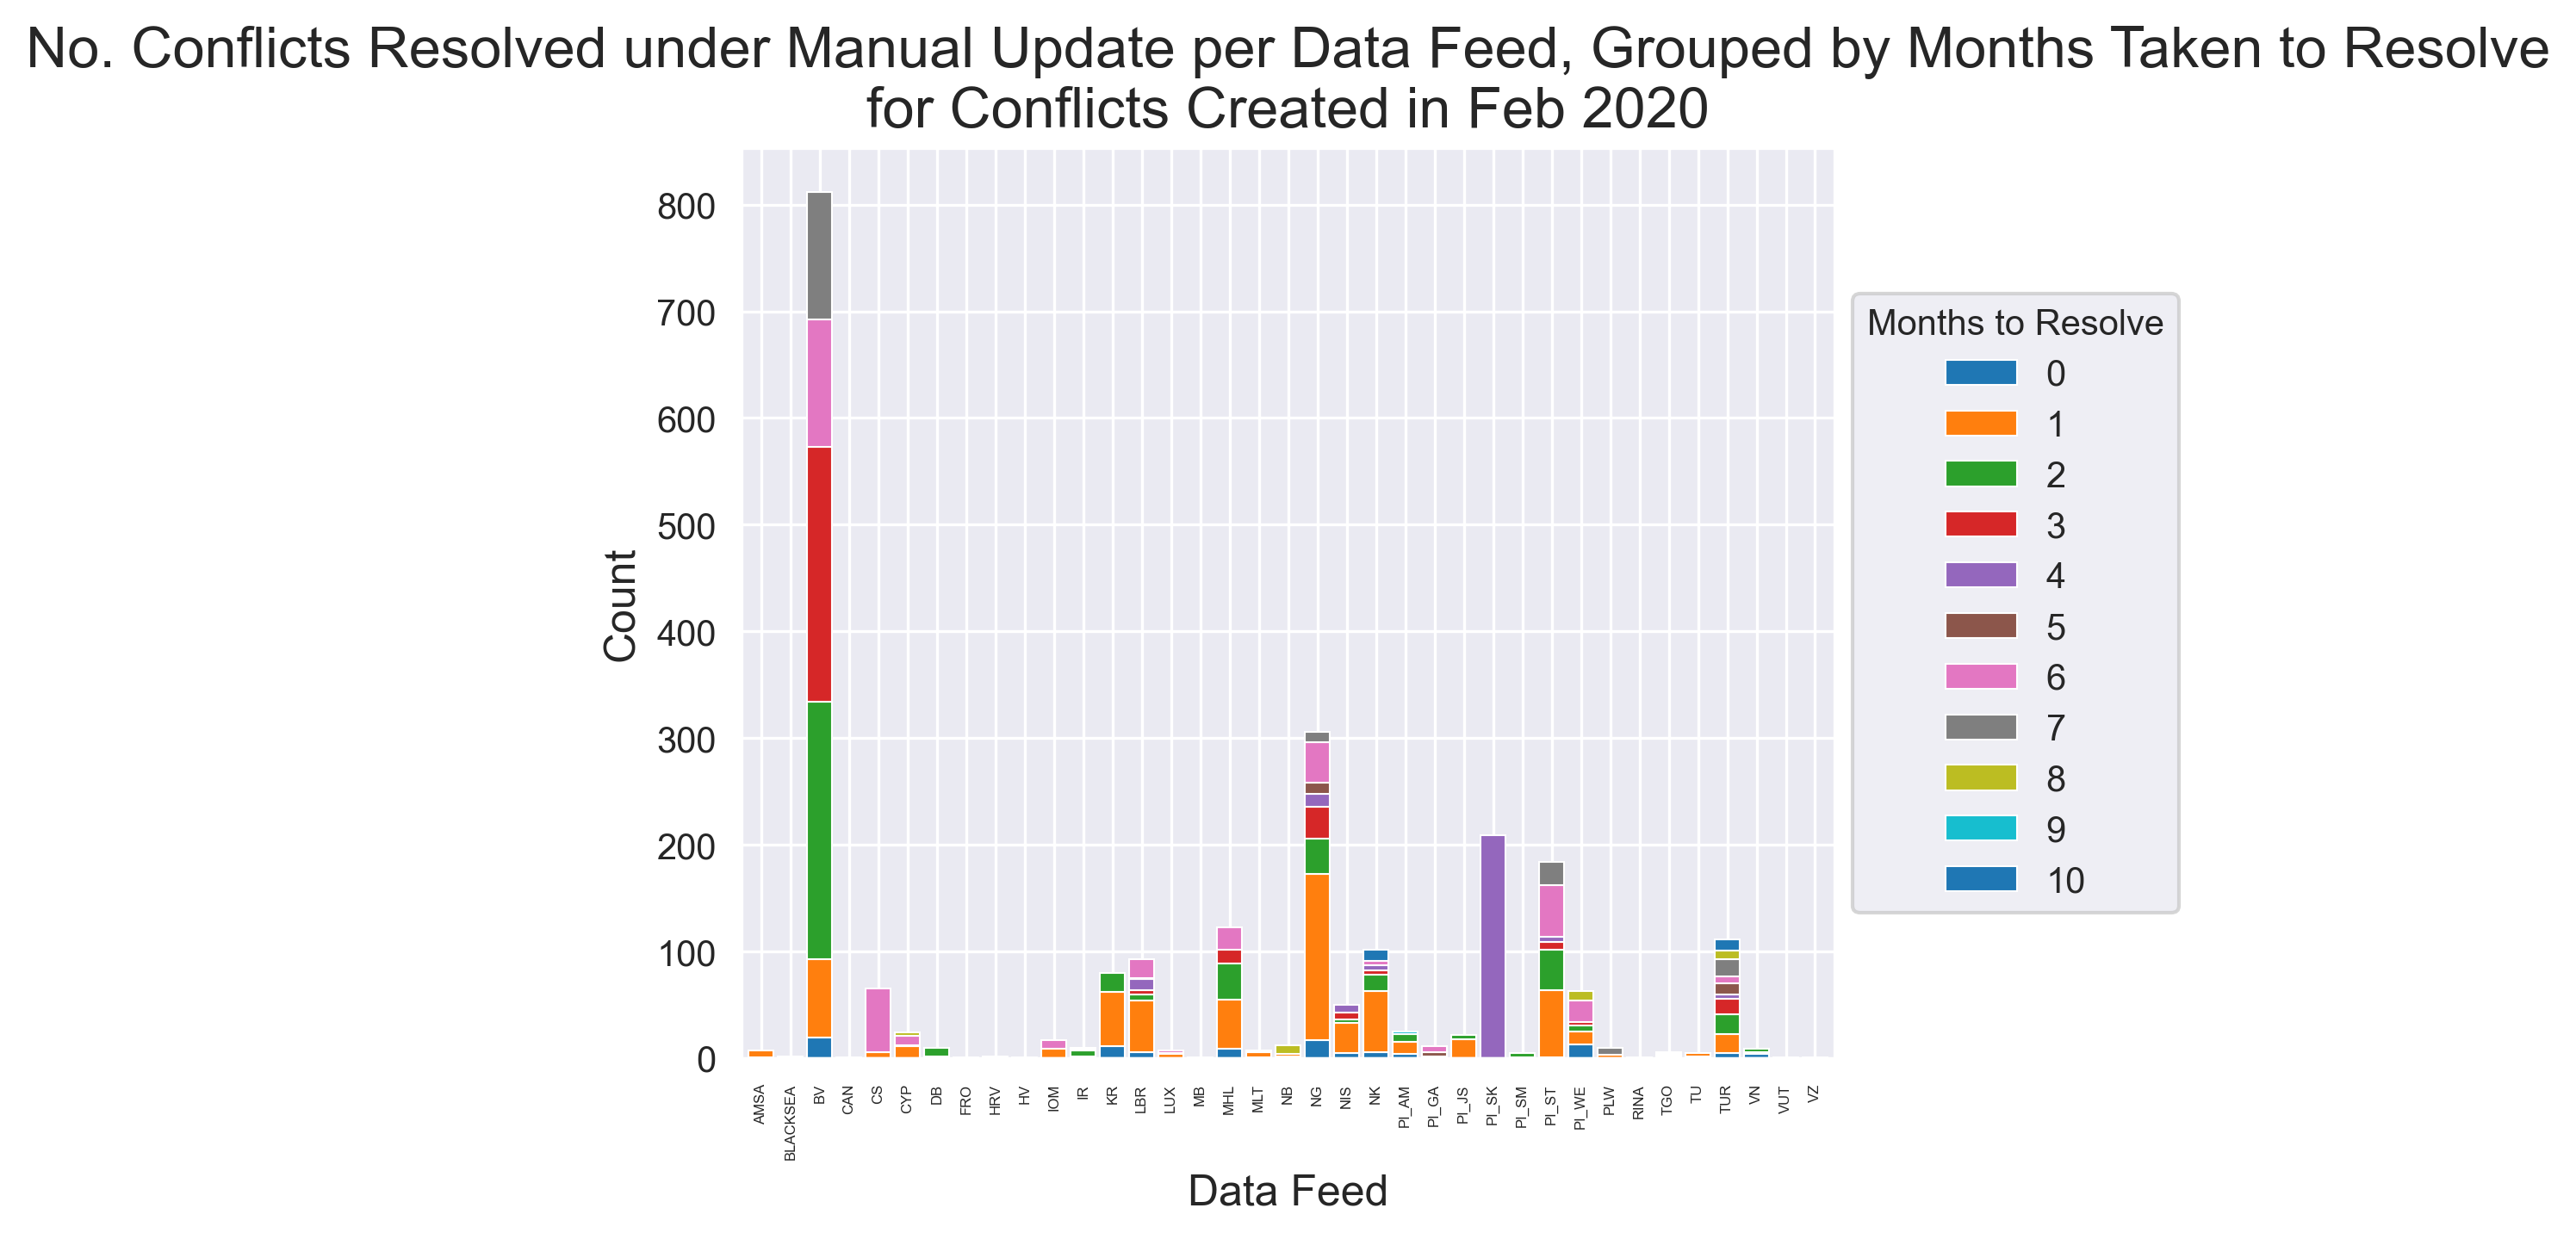 No. Conflicts Resolved under Manual Update per Data Feed, Grouped by Months Taken to Resolve
for Conflicts Created in Feb 2020
800
700
600
500
400
300
200
100
0
Count
AMSA
BLACKSEA
BV
CAN
CS
CYP
DB
FRO
HRV
HV
IOM
IR
KR
LBR
LUX
MB
MHL
MLT
NB
NG
NIS
NK
PI_AM
PI_GA
PI_JS
PI_SK
PI_SM
PI_ST
PI_WE
PLW
RINA
TGO
TU
TUR
VN
VUT
VZ
Data Feed
Months to Resolve
0
1
2
3
4
5
6
7
8
9
10